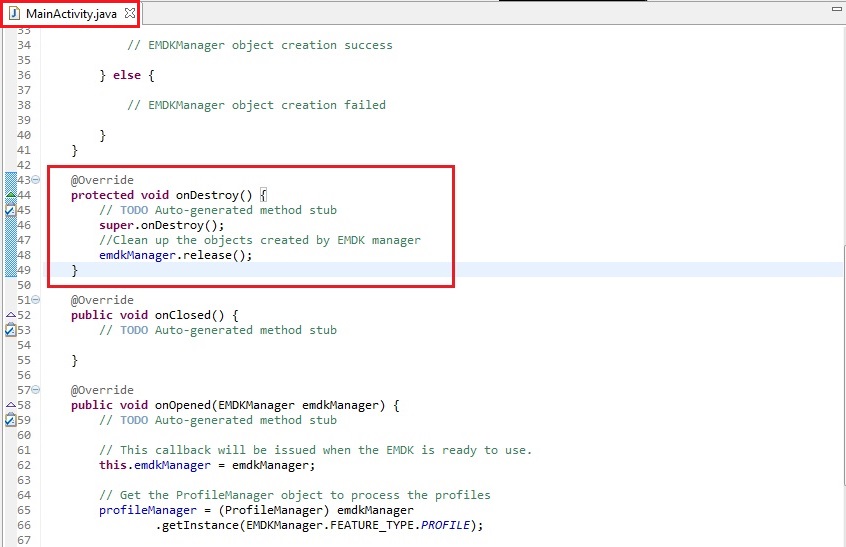 MainActivity.java
33
34 // EMDKManager object creation success
35
36 } else {
37
38 // EMDKManager object creation failed
39
40 }
41 }
42
43 @Override
44 protected void onDestroy() {
45 // TODO Auto-generated method stub
46 super.onDestroy();
47 //Clean up the objects created by EMDK manager
48 emdkManager.release();
49 }
50
51 @Override
52 public void onClosed() {
53 // TODO Auto-generated method stub
54
55 }
56
57 @Override
58 public void onOpened(EMDKManager emdkManager) {
59 // TODO Auto-generated method stub
60
61 // This callback will be issued when the EMDK is ready to use.
62 this.emdkManager = emdkManager;
63
64 // Get the ProfileManager object to process the profiles
65 profileManager = (ProfileManager) emdkManager
66 .getInstance(EMDKManager.FEATURE_TYPE.PROFILE);
67